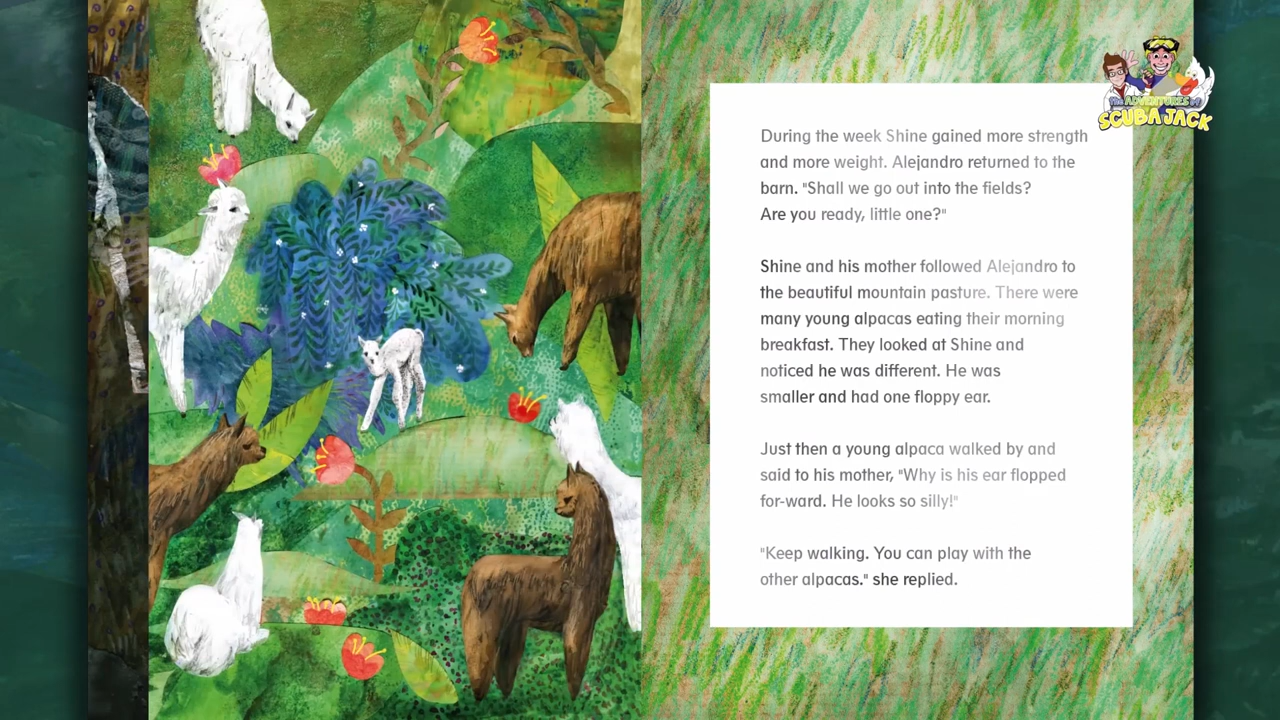 THE ADVENTURES OF
SCUBA JACK
During the week Shine gained more strength
and more weight. Alejandro returned to the
barn. "Shall we go out into the fields?
Are you ready, little one?"
Shine and his mother followed Alejandro to
the beautiful mountain pasture. There were
many young alpacas eating their morning
breakfast. They looked at Shine and
noticed he was different. He was
smaller and had one floppy ear.
Just then a young alpaca walked by and
said to his mother, "Why is his ear flopped
for-ward. He looks so silly!"
"Keep walking. You can play with the
other alpacas." she replied.